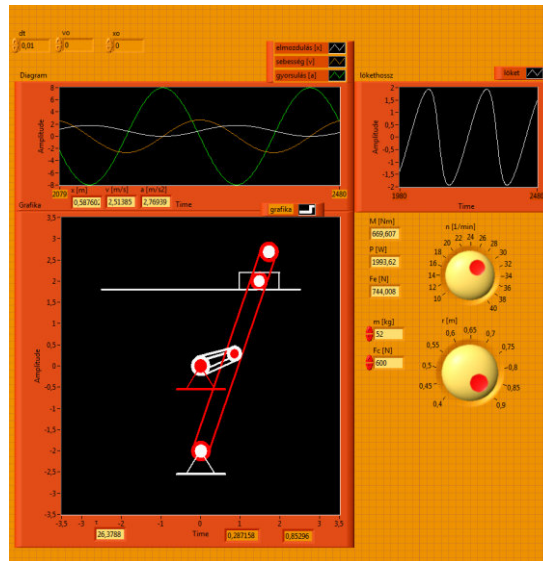 dt vo xo
0,01 0 0
elmozdulás [x]
sebesség [v]
gyorsulás [a]
Diagram
lökethossz
löket
Amplitude
8-
6-
4-
2-
0-
-2-
-4-
-6-
-8-
2079 2480
Time
x [m] v [m/s] a [m/s2]
0,58760 2,51385 2,76939
Amplitude
2-
1,5-
1-
0,5-
0-
-0,5-
-1-
-1,5-
-2-
1980 2480
Time
Grafika
grafika
Amplitude
3,5-
3-
2,5-
2-
1,5-
1-
0,5-
0-
-0,5-
-1-
-1,5-
-2-
-2,5-
-3-
-3,5-
-3,5 -3 -2 -1 0 1 2 3 3,5
Time
26,3788 0,287158 0,85296
M [Nm]
669,607
P [W]
1993,62
Fe [N]
744,008
m [kg]
52
Fc [N]
600
n [1/min]
10 12 14 16 18 20 22 24 26 28 30 32 34 36 38 40
r [m]
0,4 0,45 0,5 0,55 0,6 0,65 0,7 0,75 0,8 0,85 0,9